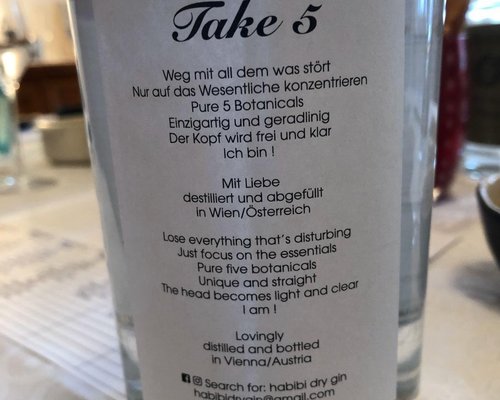 Take 5
Weg mit all dem was stört
Nur auf das Wesentliche konzentrieren
Pure 5 Botanicals
Einzigartig und geradlinig
Der Kopf wird frei und klar
Ich bin !
Mit Liebe
destilliert und abgefüllt
in Wien/Österreich
Lose everything that's disturbing
Just focus on the essentials
Pure five botanicals
Unique and straight
The head becomes light and clear
I am !
Lovingly
distilled and bottled
in Vienna/Austria
Search for: habibi dry gin
habibidrygin@gmail.com